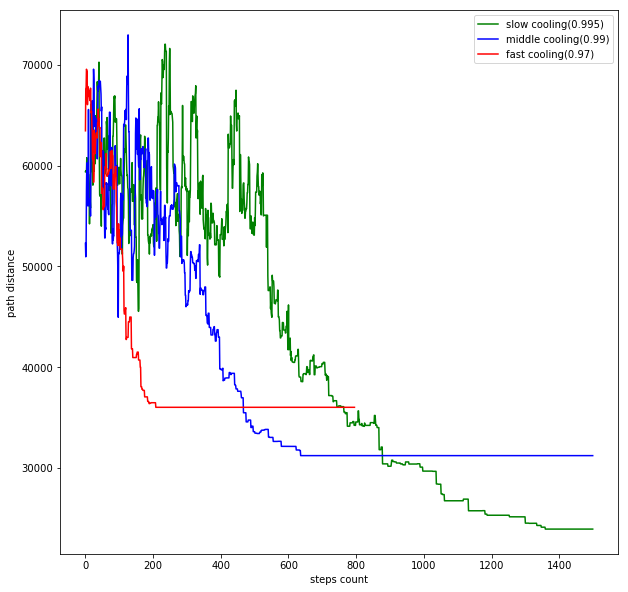 slow cooling(0.995)
middle cooling(0.99)
fast cooling(0.97)
70000
60000
50000
40000
30000
path distance
0 200 400 600 800 1000 1200 1400
steps count